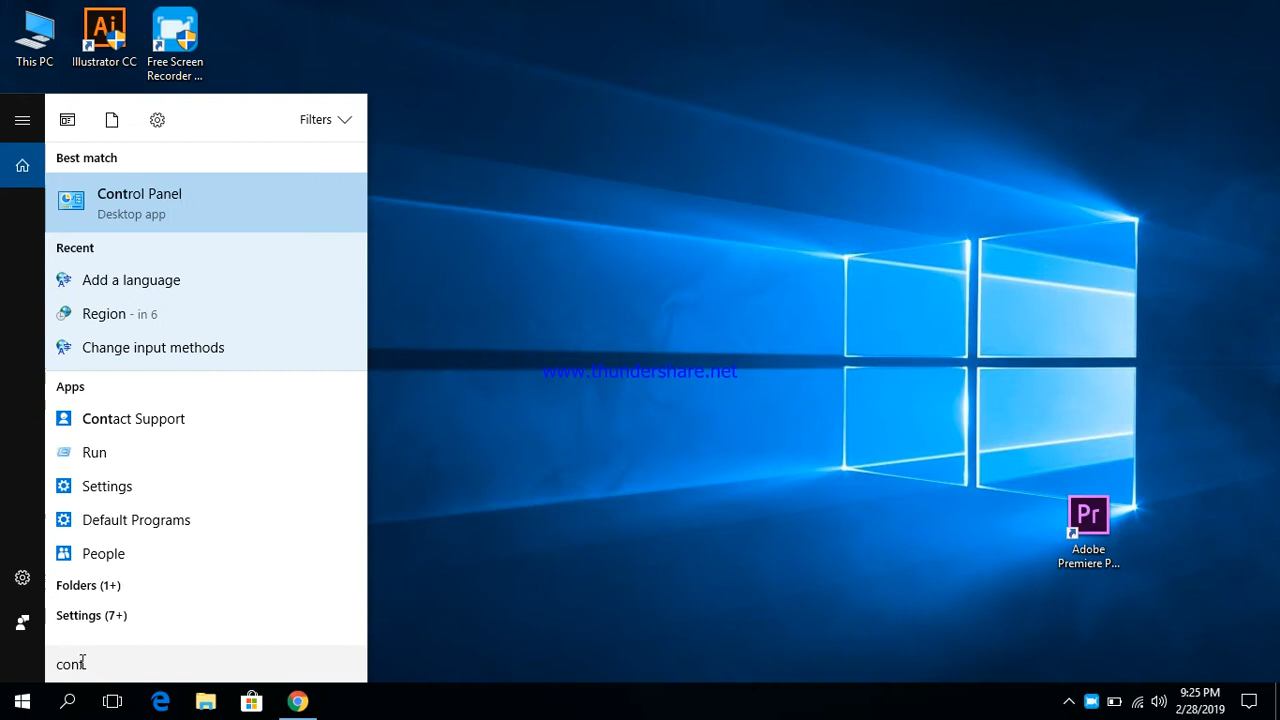 This PC
Illustrator CC
Free Screen
Recorder ...
Filters
Best match
Control Panel
Desktop app
Recent
Add a language
Region - in 6
Change input methods
Apps
Contact Support
Run
Settings
Default Programs
People
Folders (1+)
Settings (7+)
cont
www.thundershare.net
Adobe
Premiere P...
9:25 PM
2/28/2019